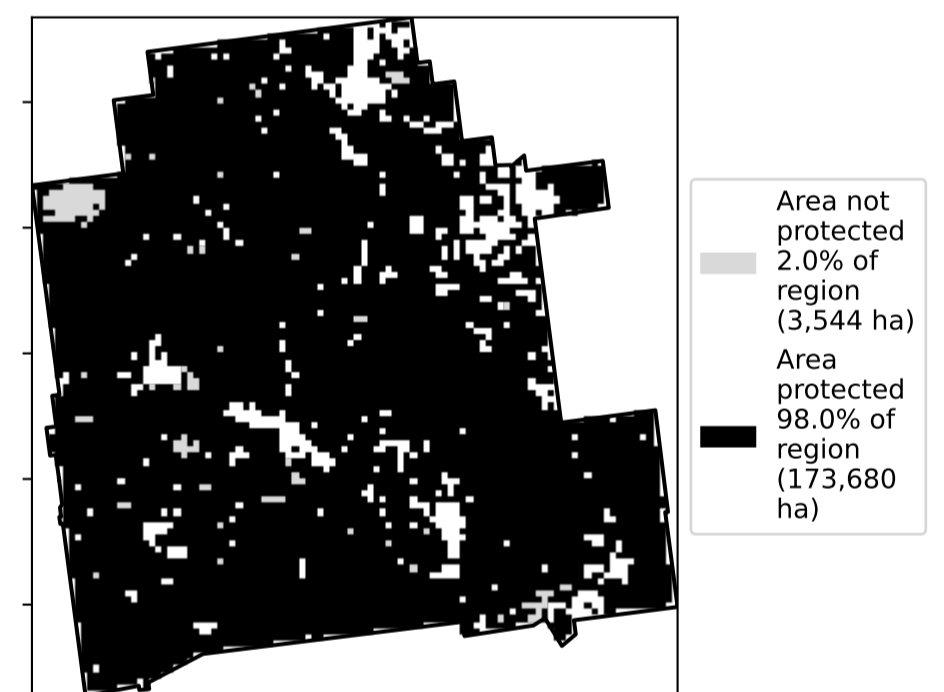 Area not
protected
2.0% of
region
(3,544 ha)
Area
protected
98.0% of
region
(173,680
ha)